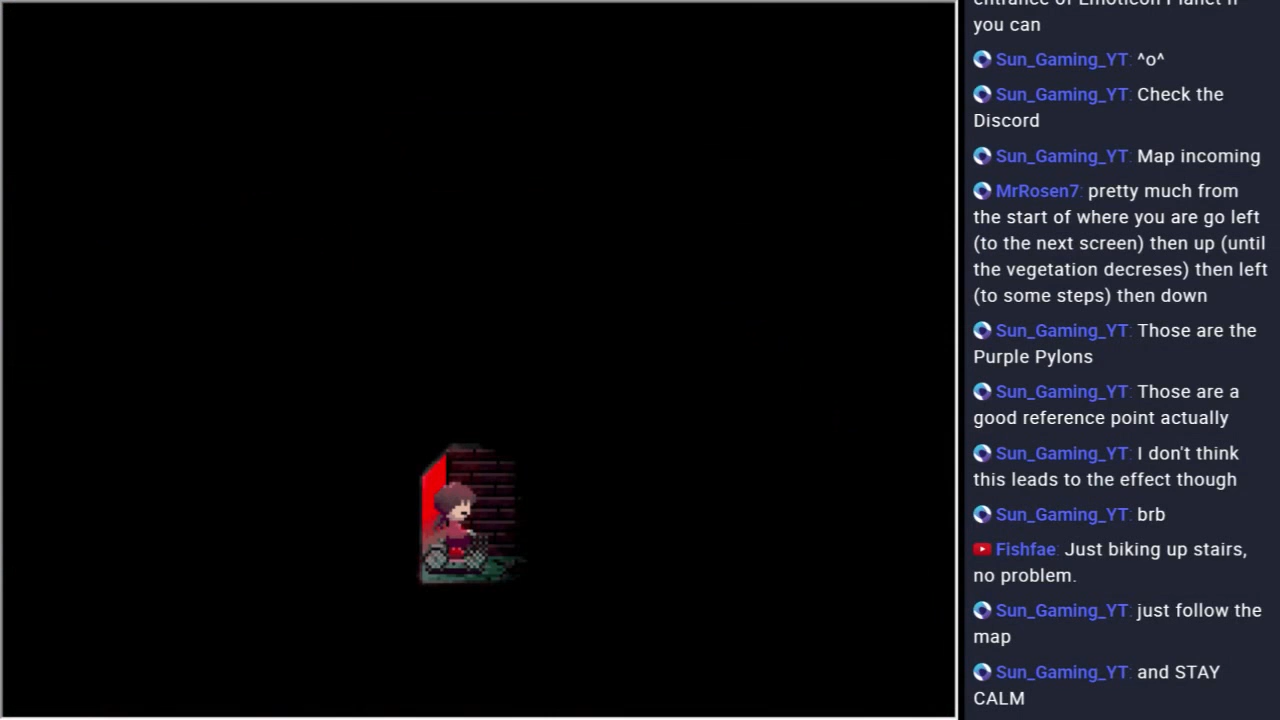 entrance of Emoticon Planet if
you can
Sun_Gaming_YT: ^o^
Sun_Gaming_YT: Check the
Discord
Sun_Gaming_YT: Map incoming
MrRosen7: pretty much from
the start of where you are go left
(to the next screen) then up (until
the vegetation decreses) then left
(to some steps) then down
Sun_Gaming_YT: Those are the
Purple Pylons
Sun_Gaming_YT: Those are a
good reference point actually
Sun_Gaming_YT: I don't think
this leads to the effect though
Sun_Gaming_YT: brb
Fishfae: Just biking up stairs,
no problem.
Sun_Gaming_YT: just follow the
map
Sun_Gaming_YT: and STAY
CALM